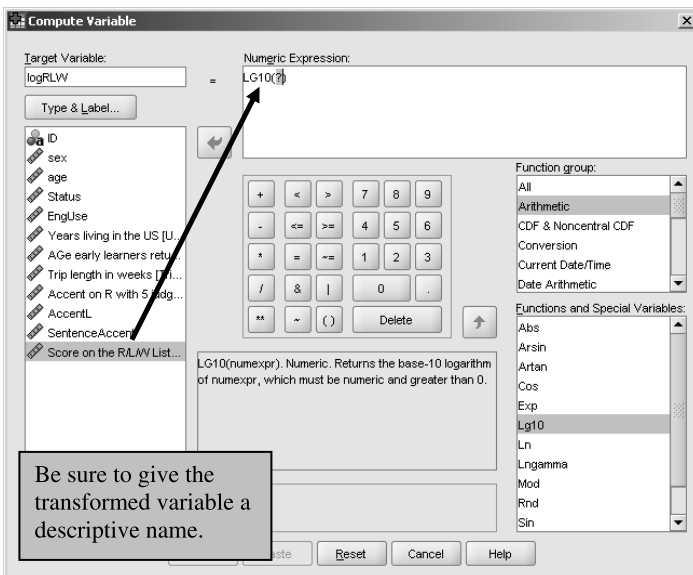 Compute Variable
Target Variable:
logRLW
=
Numeric Expression:
LG10(?)
Type & Label...
ID
sex
age
Status
EngUse
Years living in the US [U...
AGe early learners retu...
Trip length in weeks [Tri...
Accent on R with 5 judg...
AccentL
SentenceAccent
Score on the R/L/W List...
+ < > 7 8 9
- <= >= 4 5 6
* = ~= 1 2 3
/ & | 0 .
** ~ ( ) Delete
Function group:
All
Arithmetic
CDF & Noncentral CDF
Conversion
Current Date/Time
Date Arithmetic
Functions and Special Variables:
Abs
Arsin
Artan
Cos
Exp
Lg10
Ln
Lngamma
Mod
Rnd
Sin
LG10(numexpr). Numeric. Returns the base-10 logarithm
of numexpr, which must be numeric and greater than 0.
Be sure to give the
transformed variable a
descriptive name.
Reset
Cancel
Help